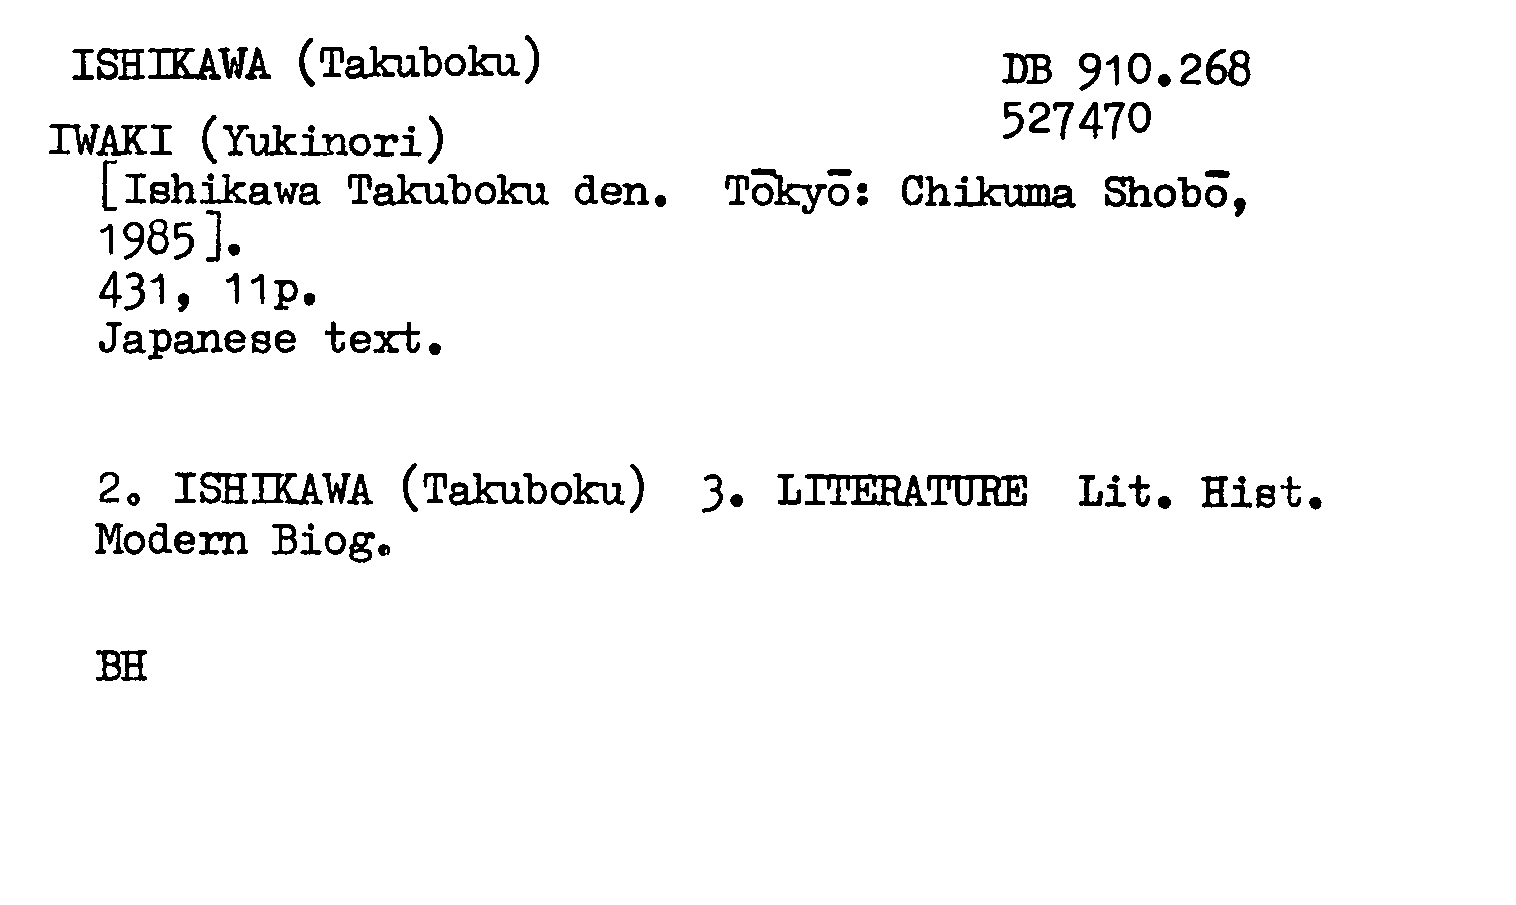 ISHIKAWA (Takuboku)
DB 910.268
527470
IWAKI (Yukinori)
[Ishikawa Takuboku den. Tōkyō: Chikuma Shobō,
1985].
431, 11p.
Japanese text.
2. ISHIKAWA (Takuboku) 3. LITERATURE Lit. Hist.
Modern Biog.
BH